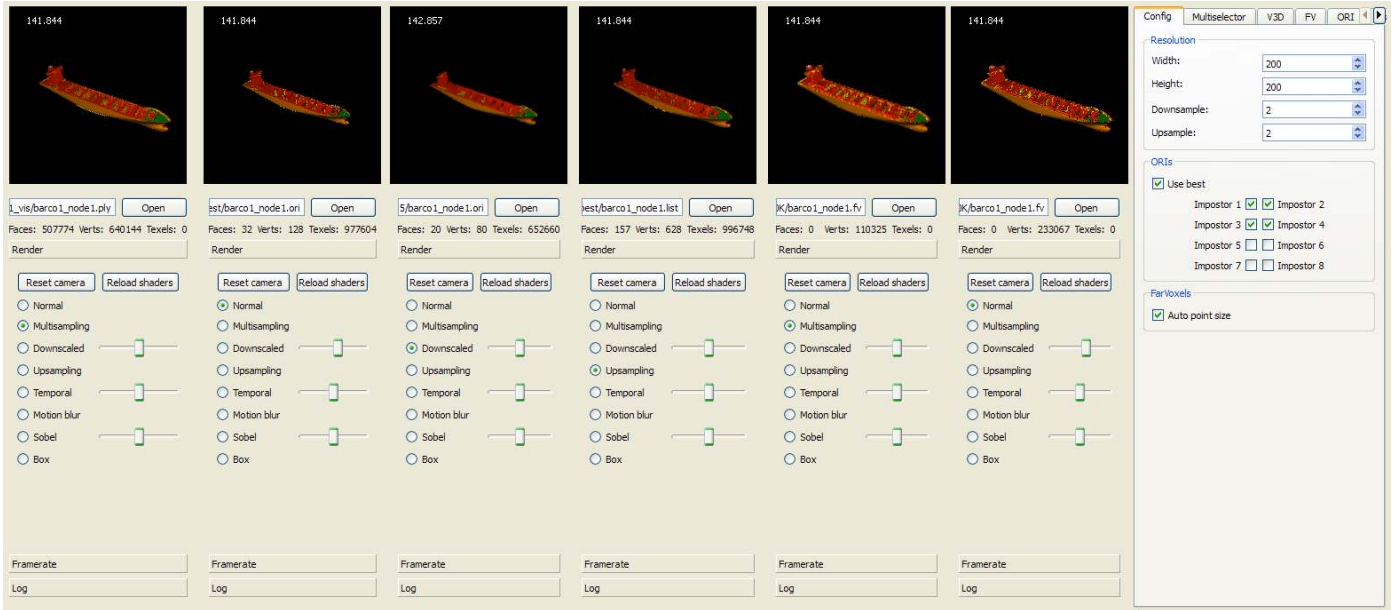 141.844 141.844 142.857 141.844 141.844 141.844
1_vis/barco1_node1.ply Open est/barco1_node1.ori Open 5/barco1_node1.ori Open best/barco1_node1.list Open K/barco1_node1.fv Open K/barco1_node1.fv Open
Faces: 507774 Verts: 640144 Texels: 0 Faces: 32 Verts: 128 Texels: 977604 Faces: 20 Verts: 80 Texels: 652660 Faces: 157 Verts: 628 Texels: 996748 Faces: 0 Verts: 110325 Texels: 0 Faces: 0 Verts: 233067 Texels: 0
Render Render Render Render Render Render
Reset camera Reload shaders Reset camera Reload shaders Reset camera Reload shaders Reset camera Reload shaders Reset camera Reload shaders Reset camera Reload shaders
Normal Normal Normal Normal Normal Normal
Multisampling Multisampling Multisampling Multisampling Multisampling Multisampling
Downscaled Downscaled Downscaled Downscaled Downscaled Downscaled
Upsampling Upsampling Upsampling Upsampling Upsampling Upsampling
Temporal Temporal Temporal Temporal Temporal Temporal
Motion blur Motion blur Motion blur Motion blur Motion blur Motion blur
Sobel Sobel Sobel Sobel Sobel Sobel
Box Box Box Box Box Box
Framerate Framerate Framerate Framerate Framerate Framerate
Log Log Log Log Log Log
Config Multiselector V3D FV ORI
Resolution
Width: 200
Height: 200
Downsample: 2
Upsample: 2
ORIs
Use best
Impostor 1 Impostor 2
Impostor 3 Impostor 4
Impostor 5 Impostor 6
Impostor 7 Impostor 8
FarVoxels
Auto point size